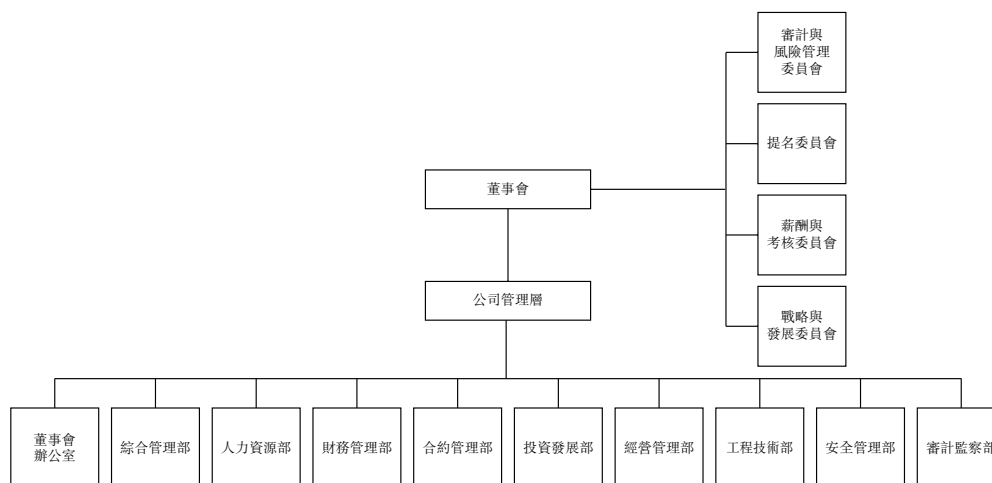 審計與
風險管理
委員會
提名委員會
董事會
薪酬與
考核委員會
公司管理層
戰略與
發展委員會
董事會
辦公室
綜合管理部
人力資源部
財務管理部
合約管理部
投資發展部
經營管理部
工程技術部
安全管理部
審計監察部